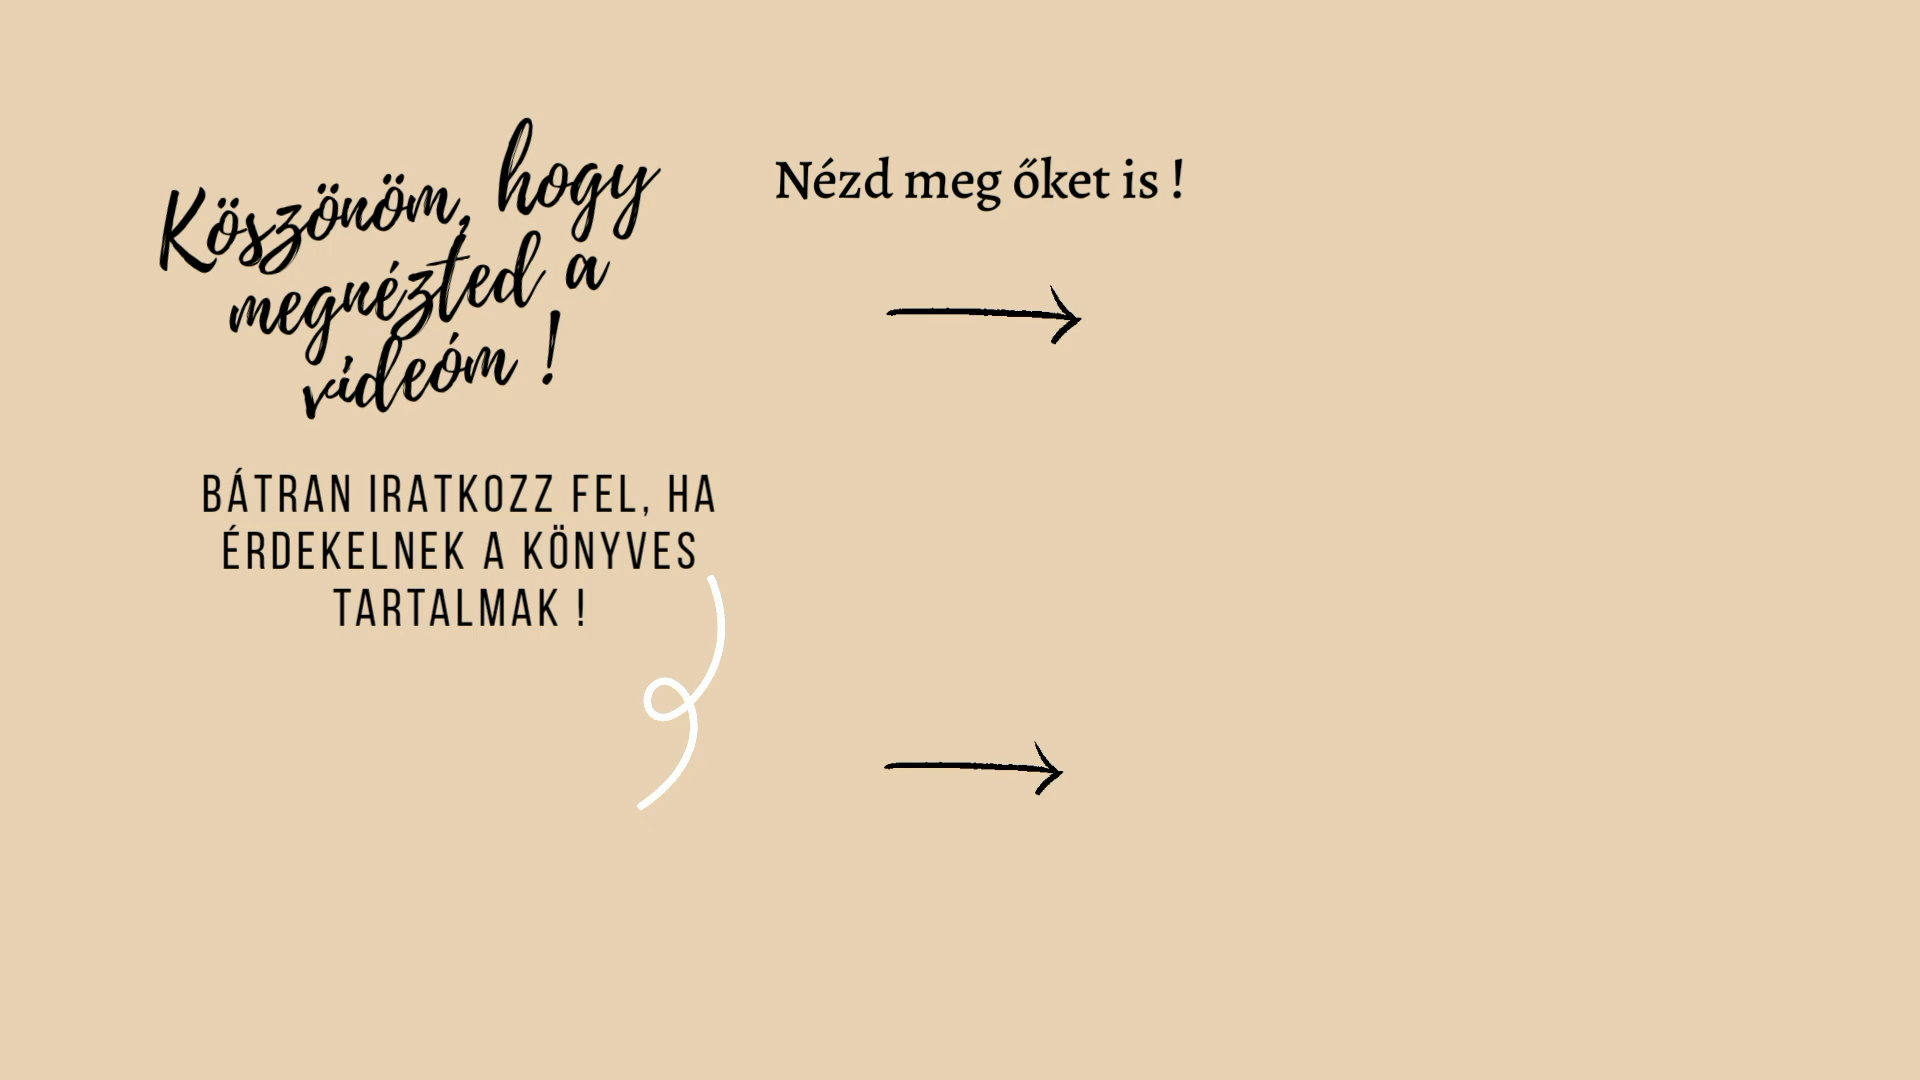 Köszönöm, hogy
megnézted a
videóm !
BÁTRAN IRATKOZZ FEL, HA
ÉRDEKELNEK A KÖNYVES
TARTALMAK !
Nézd meg őket is !